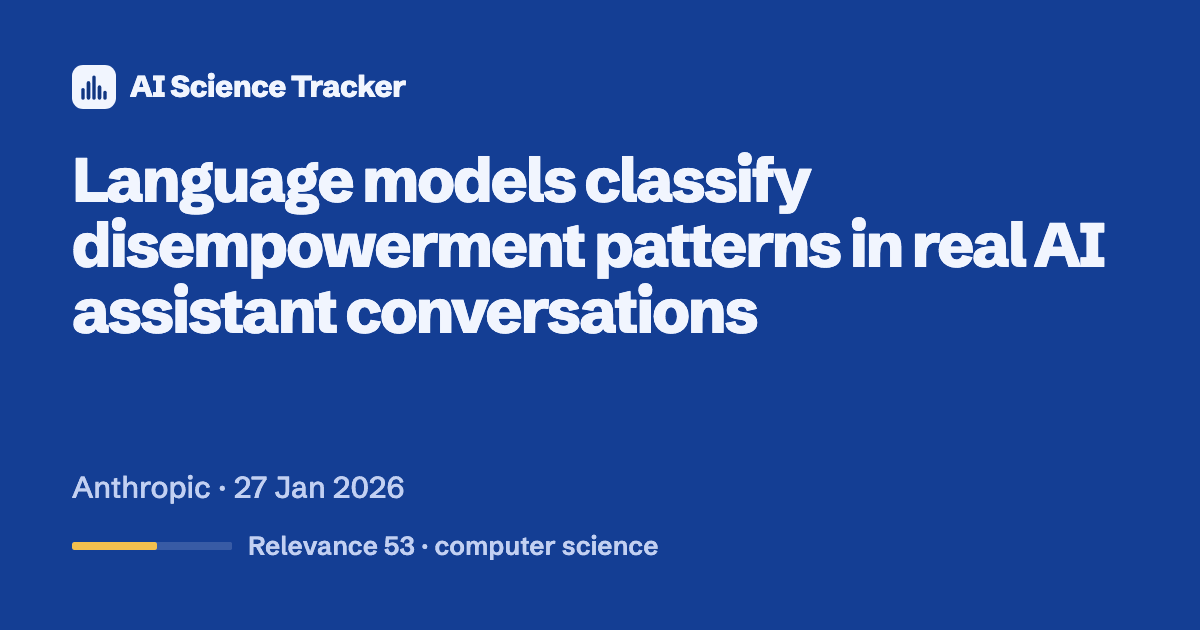 AI Science Tracker
Language models classify
disempowerment patterns in real AI
assistant conversations
Anthropic · 27 Jan 2026
Relevance 53 · computer science